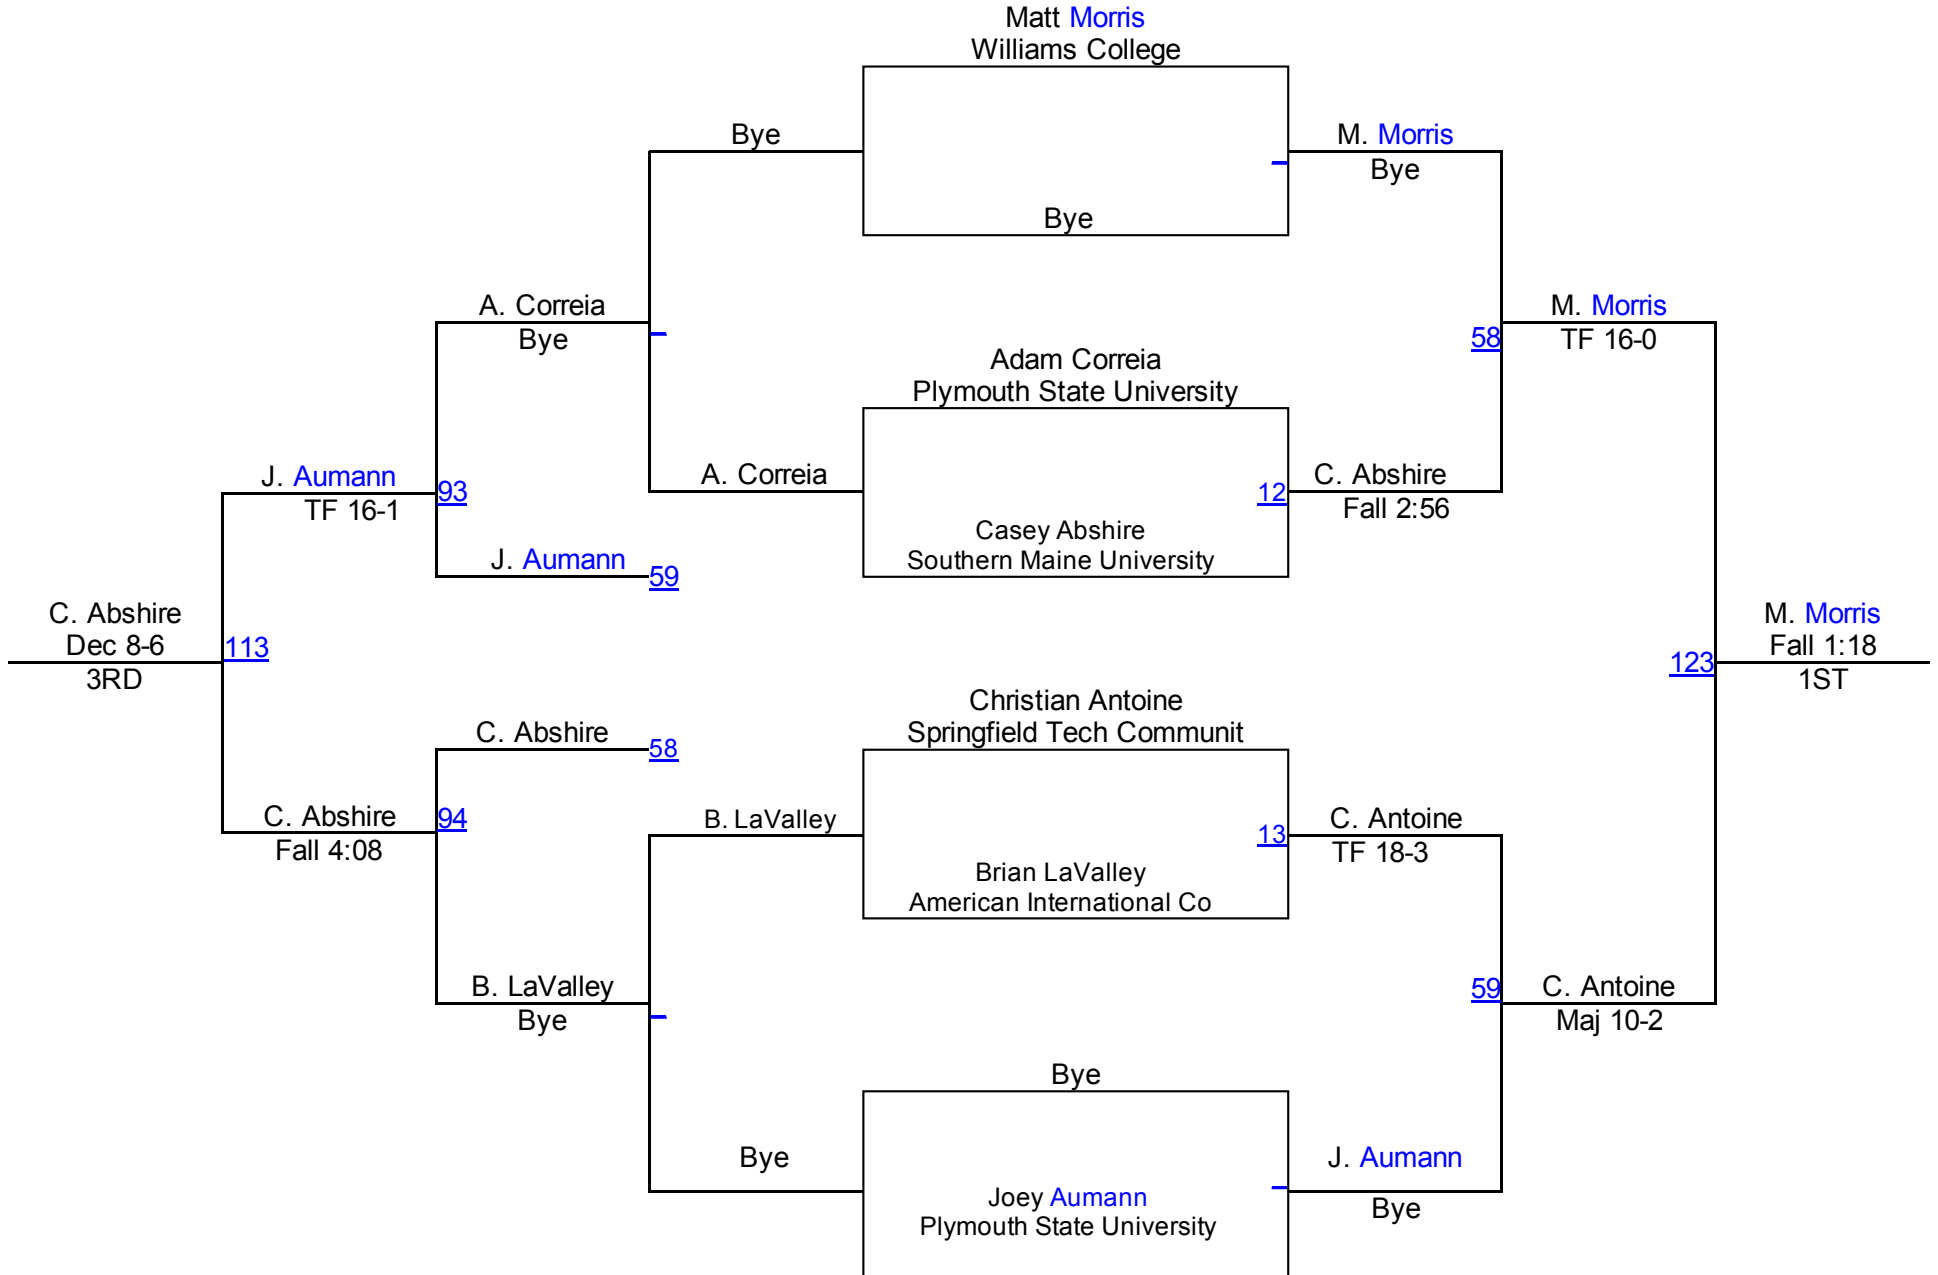 Matt Morris
Williams College
Bye
M. Morris
Bye
Bye
A. Correia
Bye
M. Morris
58
TF 16-0
Adam Correia
Plymouth State University
J. Aumann
93
TF 16-1
A. Correia
12
C. Abshire
Fall 2:56
Casey Abshire
Southern Maine University
J. Aumann
59
C. Abshire
Dec 8-6
113
3RD
M. Morris
Fall 1:18
123
1ST
Christian Antoine
Springfield Tech Communit
C. Abshire
58
C. Abshire
94
Fall 4:08
B. LaValley
13
C. Antoine
TF 18-3
Brian LaValley
American International Co
B. LaValley
Bye
59
C. Antoine
Maj 10-2
Bye
Bye
J. Aumann
Bye
Joey Aumann
Plymouth State University